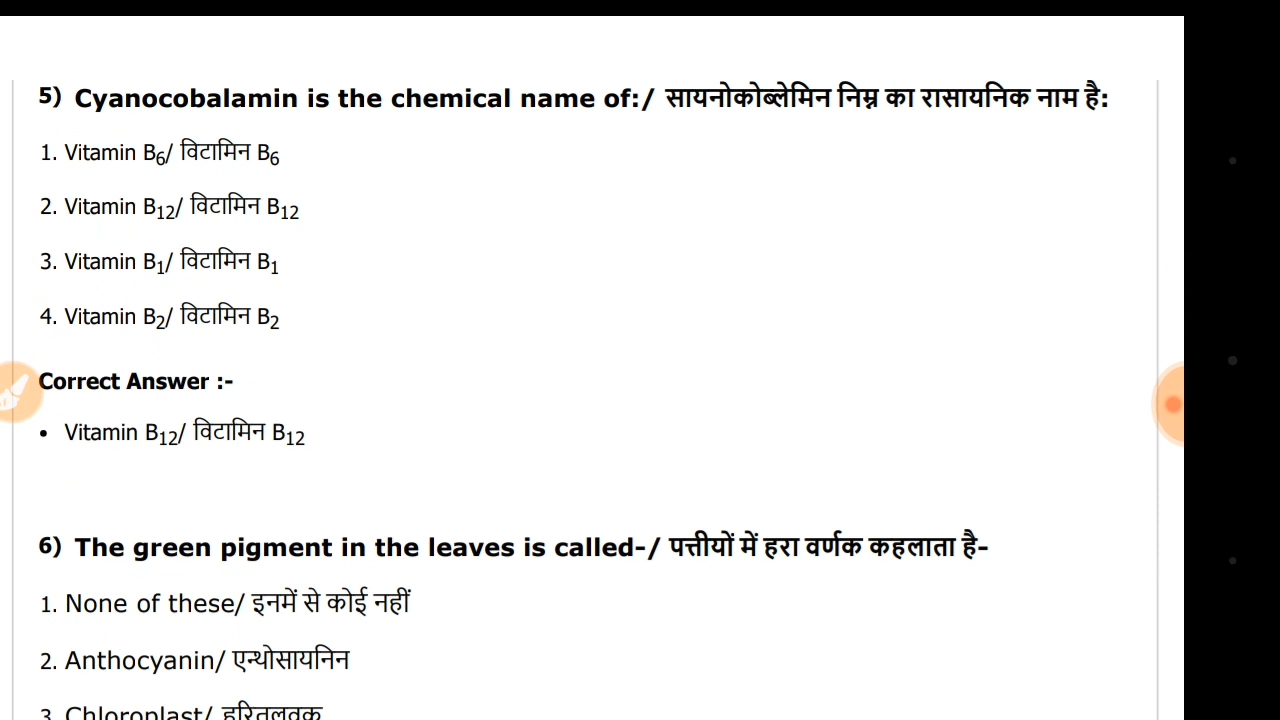 5) Cyanocobalamin is the chemical name of:/ सायनोकोब्लेमिन निम्न का रासायनिक नाम है:
1. Vitamin B6/ विटामिन B6
2. Vitamin B12/ विटामिन B12
3. Vitamin B1/ विटामिन B1
4. Vitamin B2/ विटामिन B2
Correct Answer :-
• Vitamin B12/ विटामिन B12
6) The green pigment in the leaves is called-/ पत्तीयों में हरा वर्णक कहलाता है-
1. None of these/ इनमें से कोई नहीं
2. Anthocyanin/ एन्थोसायनिन
3. Chloroplast/ हरितलवक